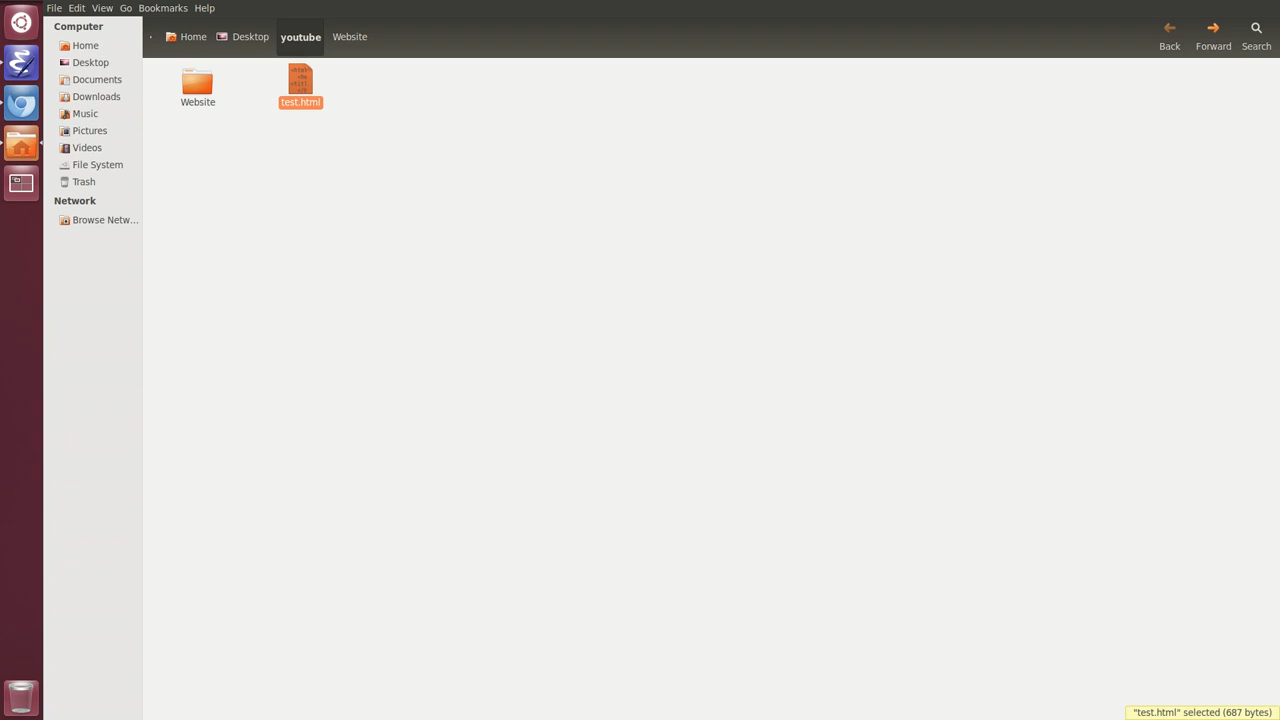 File Edit View Go Bookmarks Help
Computer
Home
Desktop
Documents
Downloads
Music
Pictures
Videos
File System
Trash
Network
Browse Netw...
Home Desktop youtube Website
Back Forward Search
Website
test.html
"test.html" selected (687 bytes)